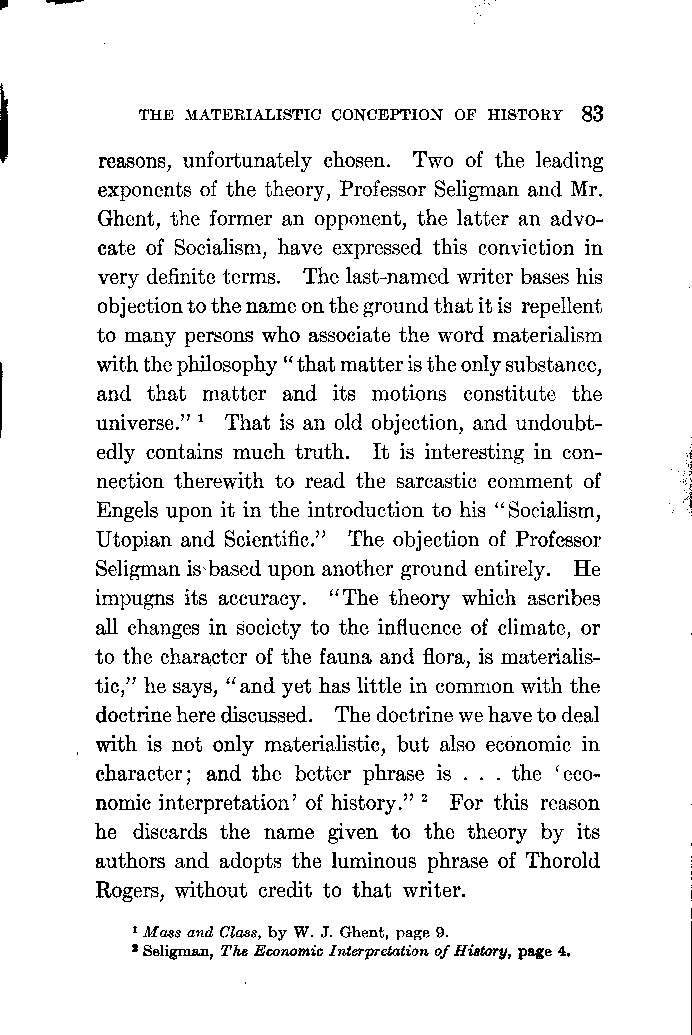 THE MATERIALISTIC CONCEPTION OF HISTORY 83
reasons, unfortunately chosen. Two of the leading
exponents of the theory, Professor Seligman and Mr.
Ghent, the former an opponent, the latter an advo-
cate of Socialism, have expressed this conviction in
very definite terms. The last-named writer bases his
objection to the name on the ground that it is repellent
to many persons who associate the word materialism
with the philosophy "that matter is the only substance,
and that matter and its motions constitute the
universe." ¹ That is an old objection, and undoubt-
edly contains much truth. It is interesting in con-
nection therewith to read the sarcastic comment of
Engels upon it in the introduction to his "Socialism,
Utopian and Scientific." The objection of Professor
Seligman is based upon another ground entirely. He
impugns its accuracy. "The theory which ascribes
all changes in society to the influence of climate, or
to the character of the fauna and flora, is materialis-
tic," he says, "and yet has little in common with the
doctrine here discussed. The doctrine we have to deal
with is not only materialistic, but also economic in
character; and the better phrase is . . . the 'eco-
nomic interpretation' of history." ² For this reason
he discards the name given to the theory by its
authors and adopts the luminous phrase of Thorold
Rogers, without credit to that writer.
¹ Mass and Class, by W. J. Ghent, page 9.
² Seligman, The Economic Interpretation of History, page 4.